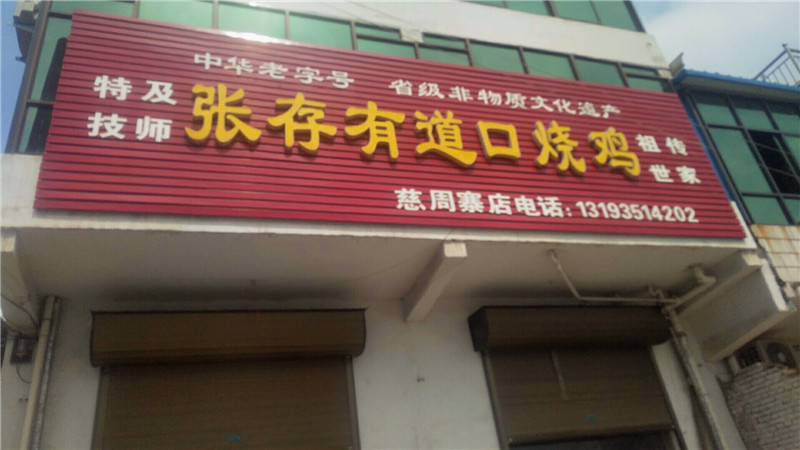 中华老字号 省级非物质文化遗产
特及技师
张存有道口烧鸡
祖传世家
慈周寨店电话:13193514202